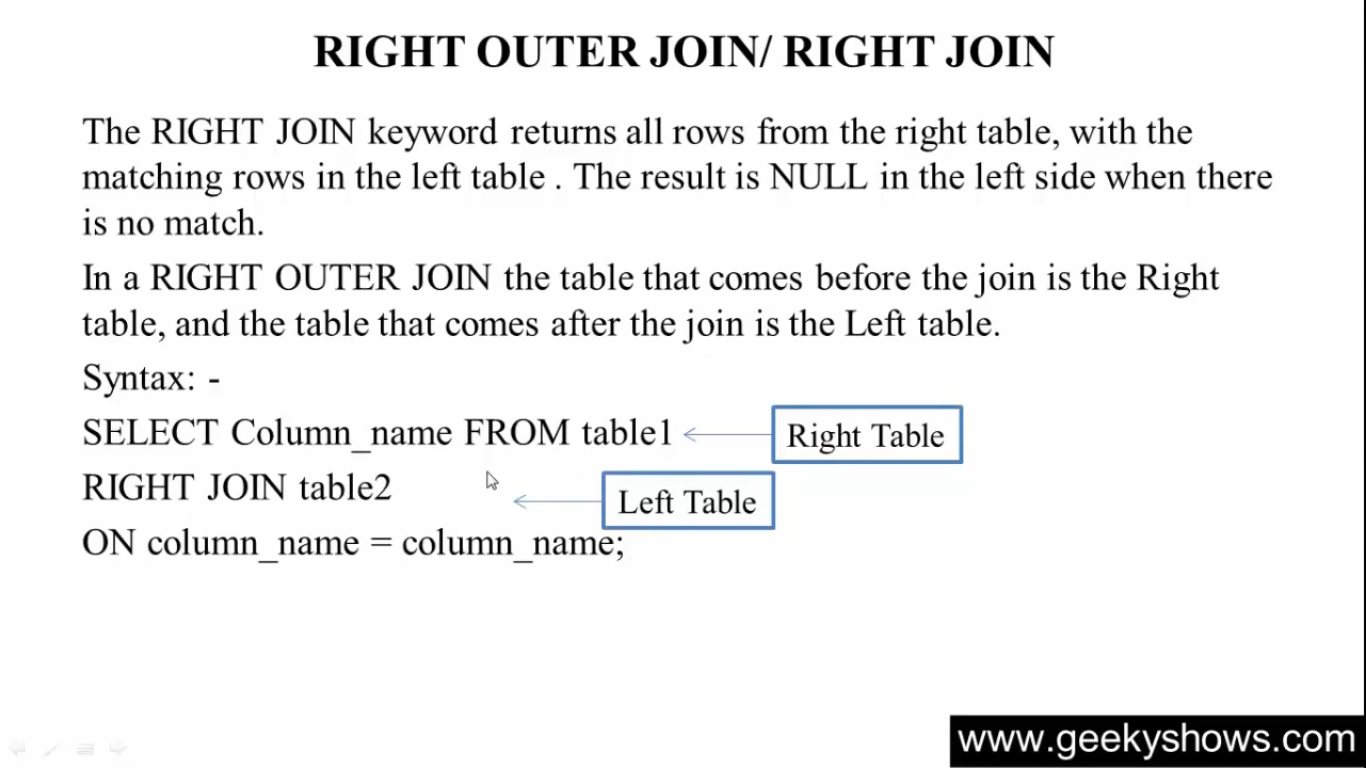 RIGHT OUTER JOIN/ RIGHT JOIN
The RIGHT JOIN keyword returns all rows from the right table, with the
matching rows in the left table . The result is NULL in the left side when there
is no match.
In a RIGHT OUTER JOIN the table that comes before the join is the Right
table, and the table that comes after the join is the Left table.
Syntax: -
SELECT Column_name FROM table1
Right Table
RIGHT JOIN table2
Left Table
ON column_name = column_name;
www.geekyshows.com